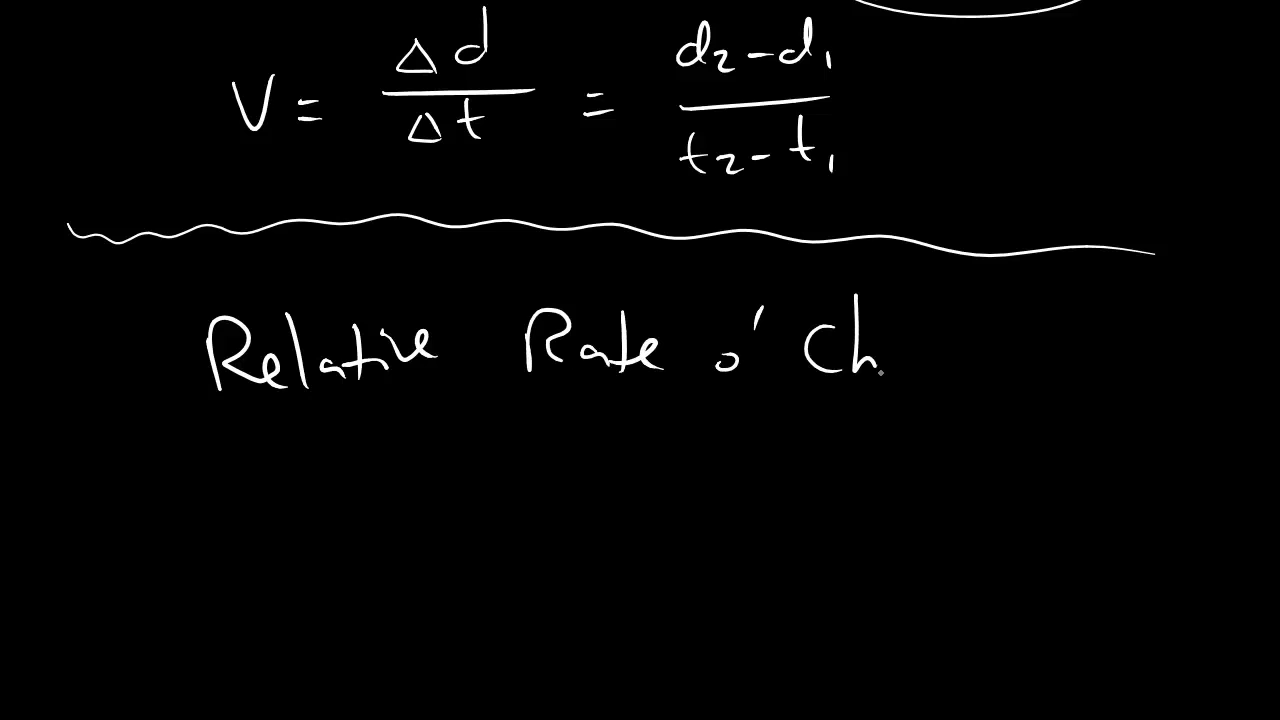 V = Δd/Δt = d₂-d₁/t₂-t₁
Relative Rate o' Ch